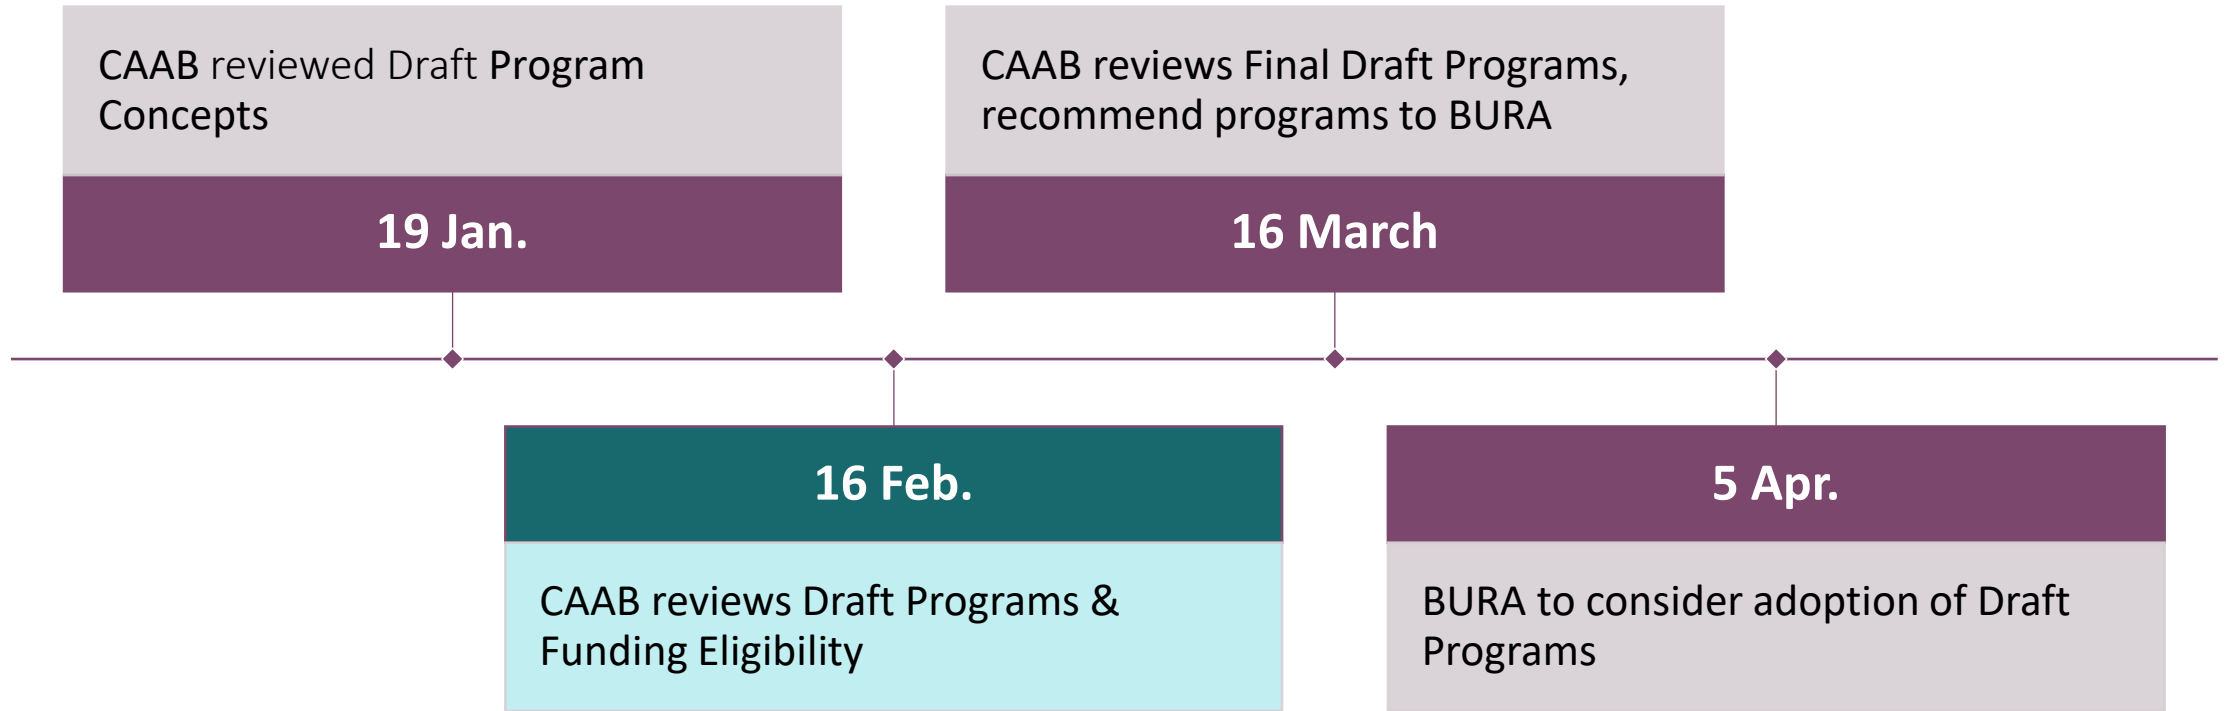 CAAB reviewed Draft Program
Concepts
19 Jan.
16 Feb.
CAAB reviews Draft Programs &
Funding Eligibility
CAAB reviews Final Draft Programs,
recommend programs to BURA
16 March
5 Apr.
BURA to consider adoption of Draft
Programs